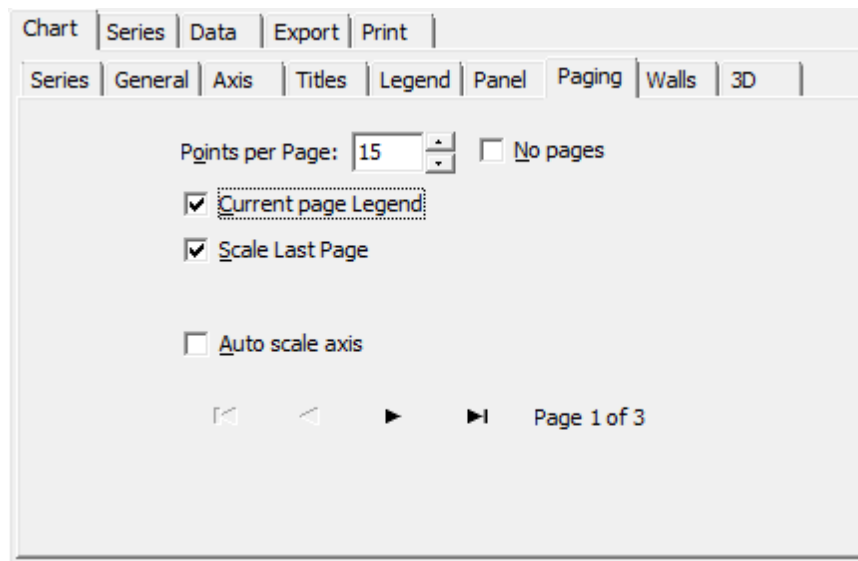 Chart Series Data Export Print
Series General Axis Titles Legend Panel Paging Walls 3D
Points per Page: 15 No pages
Current page Legend
Scale Last Page
Auto scale axis
Page 1 of 3